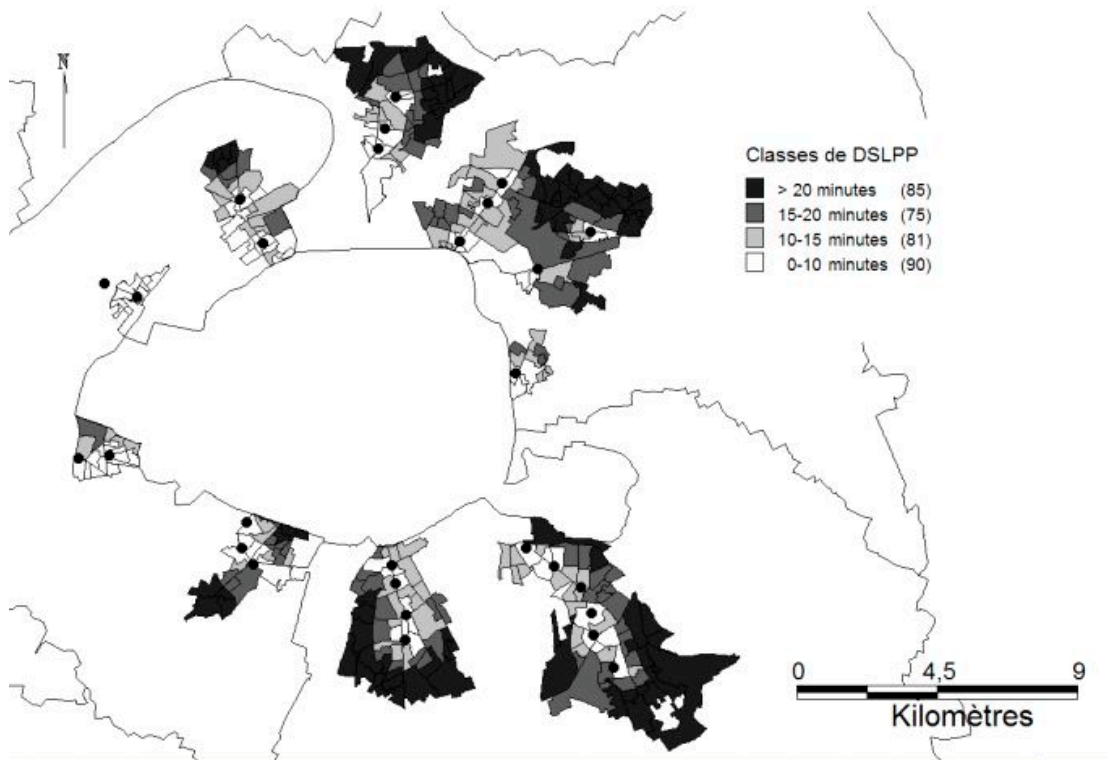 N
Classes de DSLPP
> 20 minutes (85)
15-20 minutes (75)
10-15 minutes (81)
0-10 minutes (90)
0 4,5 9
Kilomètres